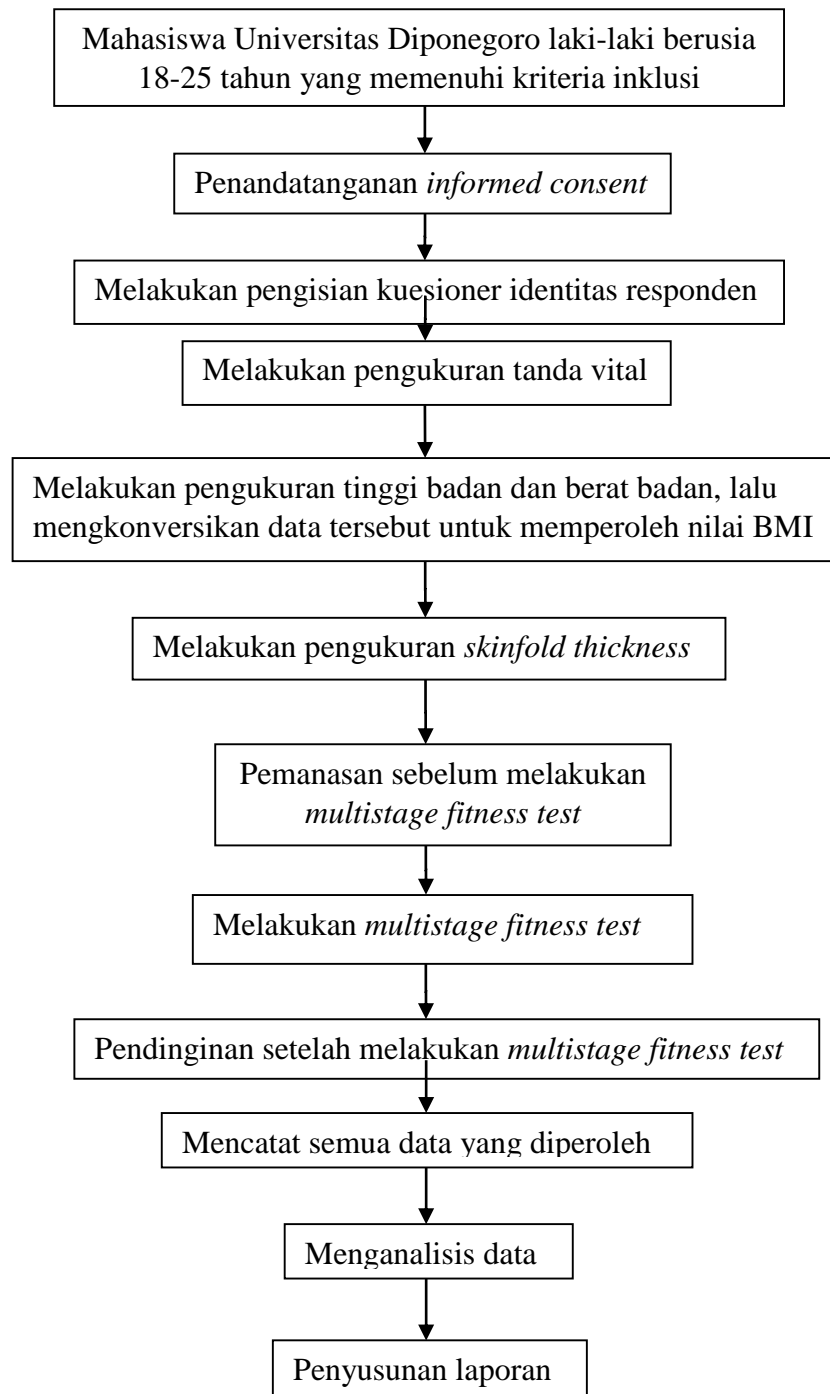 Mahasiswa Universitas Diponegoro laki-laki berusia
18-25 tahun yang memenuhi kriteria inklusi
Penandatanganan informed consent
Melakukan pengisian kuesioner identitas responden
Melakukan pengukuran tanda vital
Melakukan pengukuran tinggi badan dan berat badan, lalu
mengkonversikan data tersebut untuk memperoleh nilai BMI
Melakukan pengukuran skinfold thickness
Pemanasan sebelum melakukan
multistage fitness test
Melakukan multistage fitness test
Pendinginan setelah melakukan multistage fitness test
Mencatat semua data yang diperoleh
Menganalisis data
Penyusunan laporan